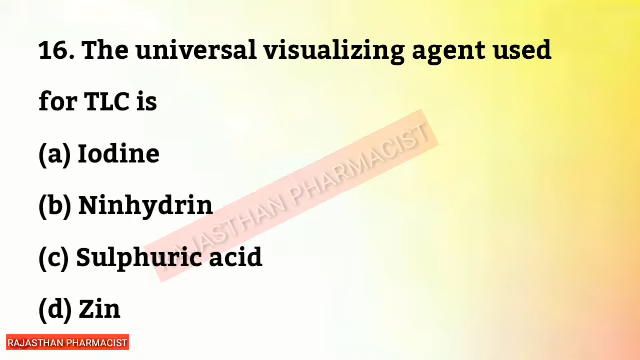 16. The universal visualizing agent used
for TLC is
(a) Iodine
(b) Ninhydrin
(c) Sulphuric acid
(d) Zin
RAJASTHAN PHARMACIST
RAJASTHAN PHARMACIST